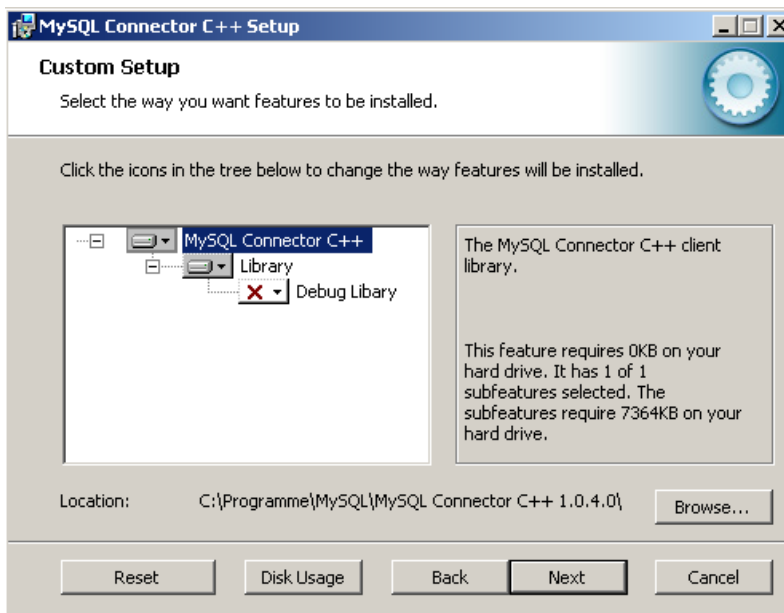 MySQL Connector C++ Setup
Custom Setup
Select the way you want features to be installed.
Click the icons in the tree below to change the way features will be installed.
MySQL Connector C++
Library
Debug Libary
The MySQL Connector C++ client
library.
This feature requires 0KB on your
hard drive. It has 1 of 1
subfeatures selected. The
subfeatures require 7364KB on your
hard drive.
Location: C:\Programme\MySQL\MySQL Connector C++ 1.0.4.0\ Browse...
Reset Disk Usage Back Next Cancel